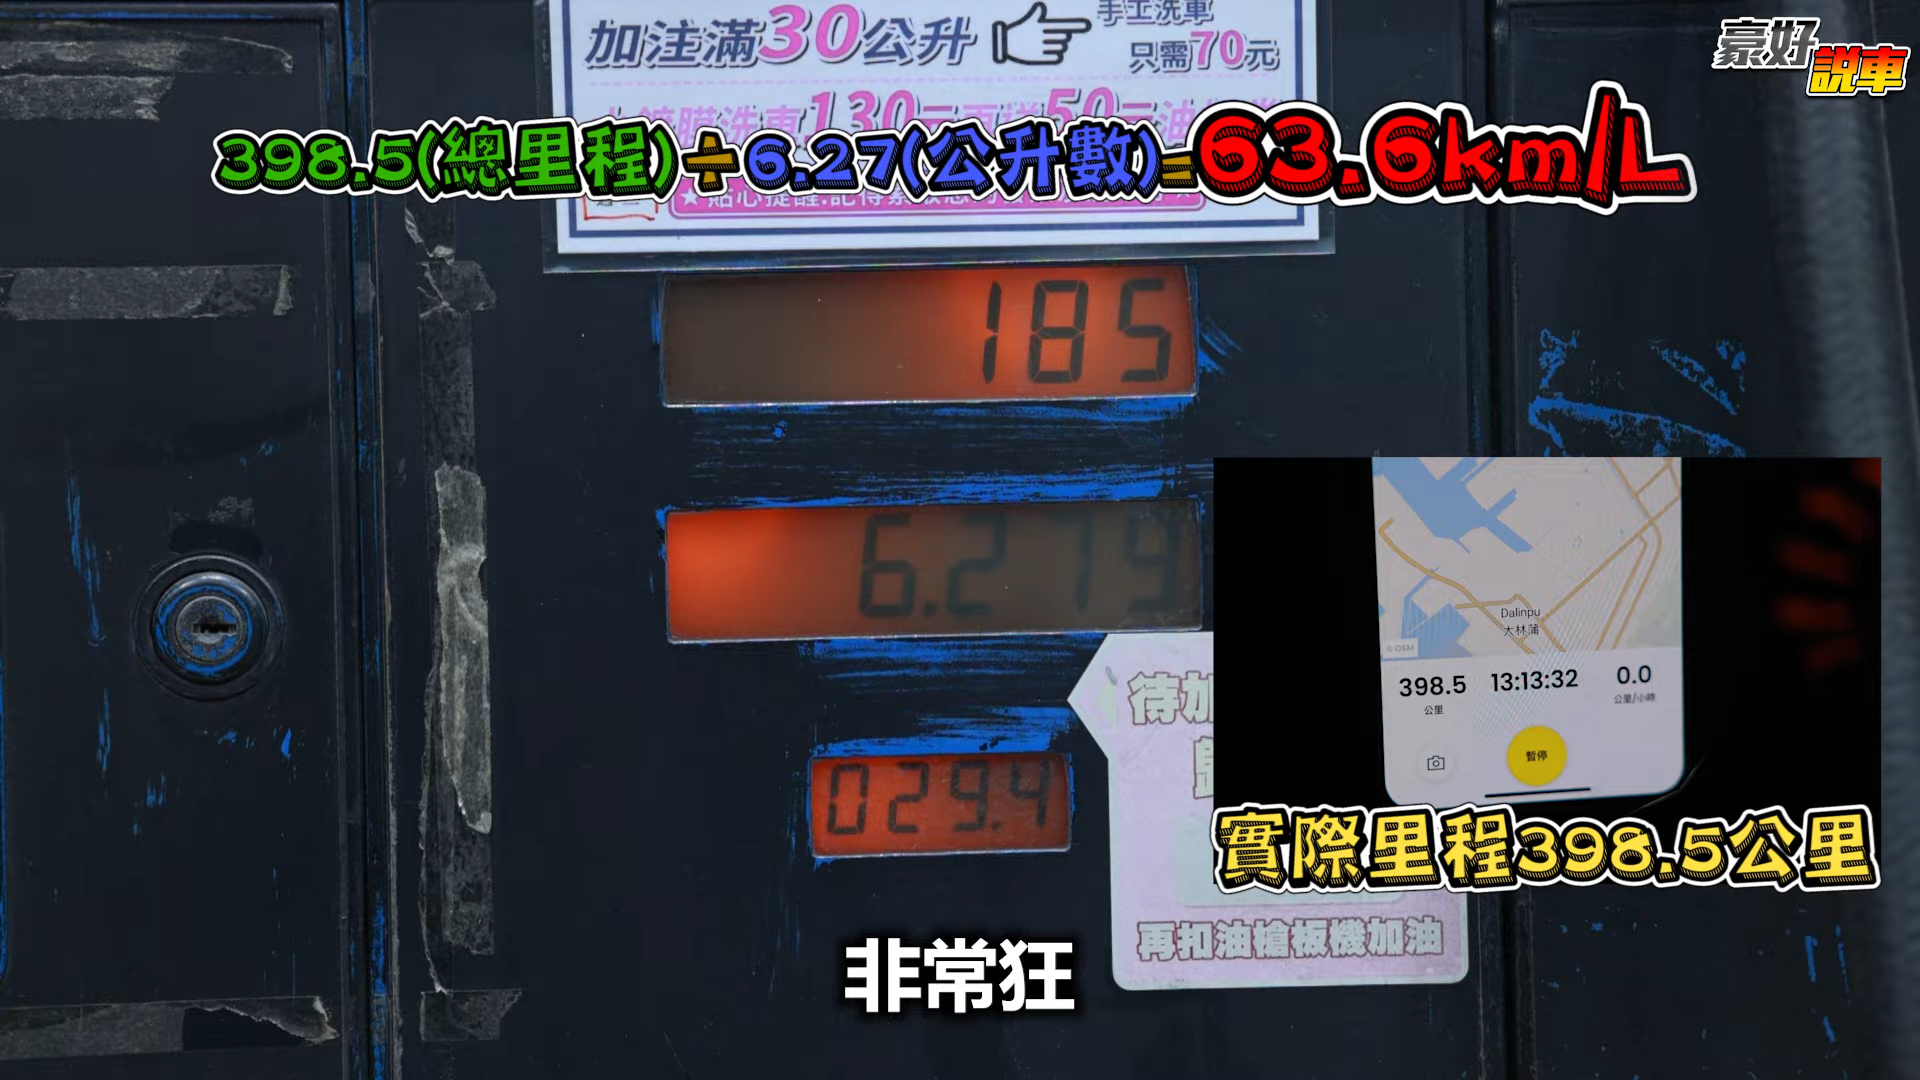 加注滿30公升
手工洗車
只需70元
豪好
說車
398.5(總里程)÷6.27(公升數)=63.6km/L
185
6.279
Dalinpu
大林蒲
© OSM
398.5 13:13:32 0.0
公里 公里/小時
暫停
029.4
待加
實際里程398.5公里
再扣油槍板機加油
非常狂